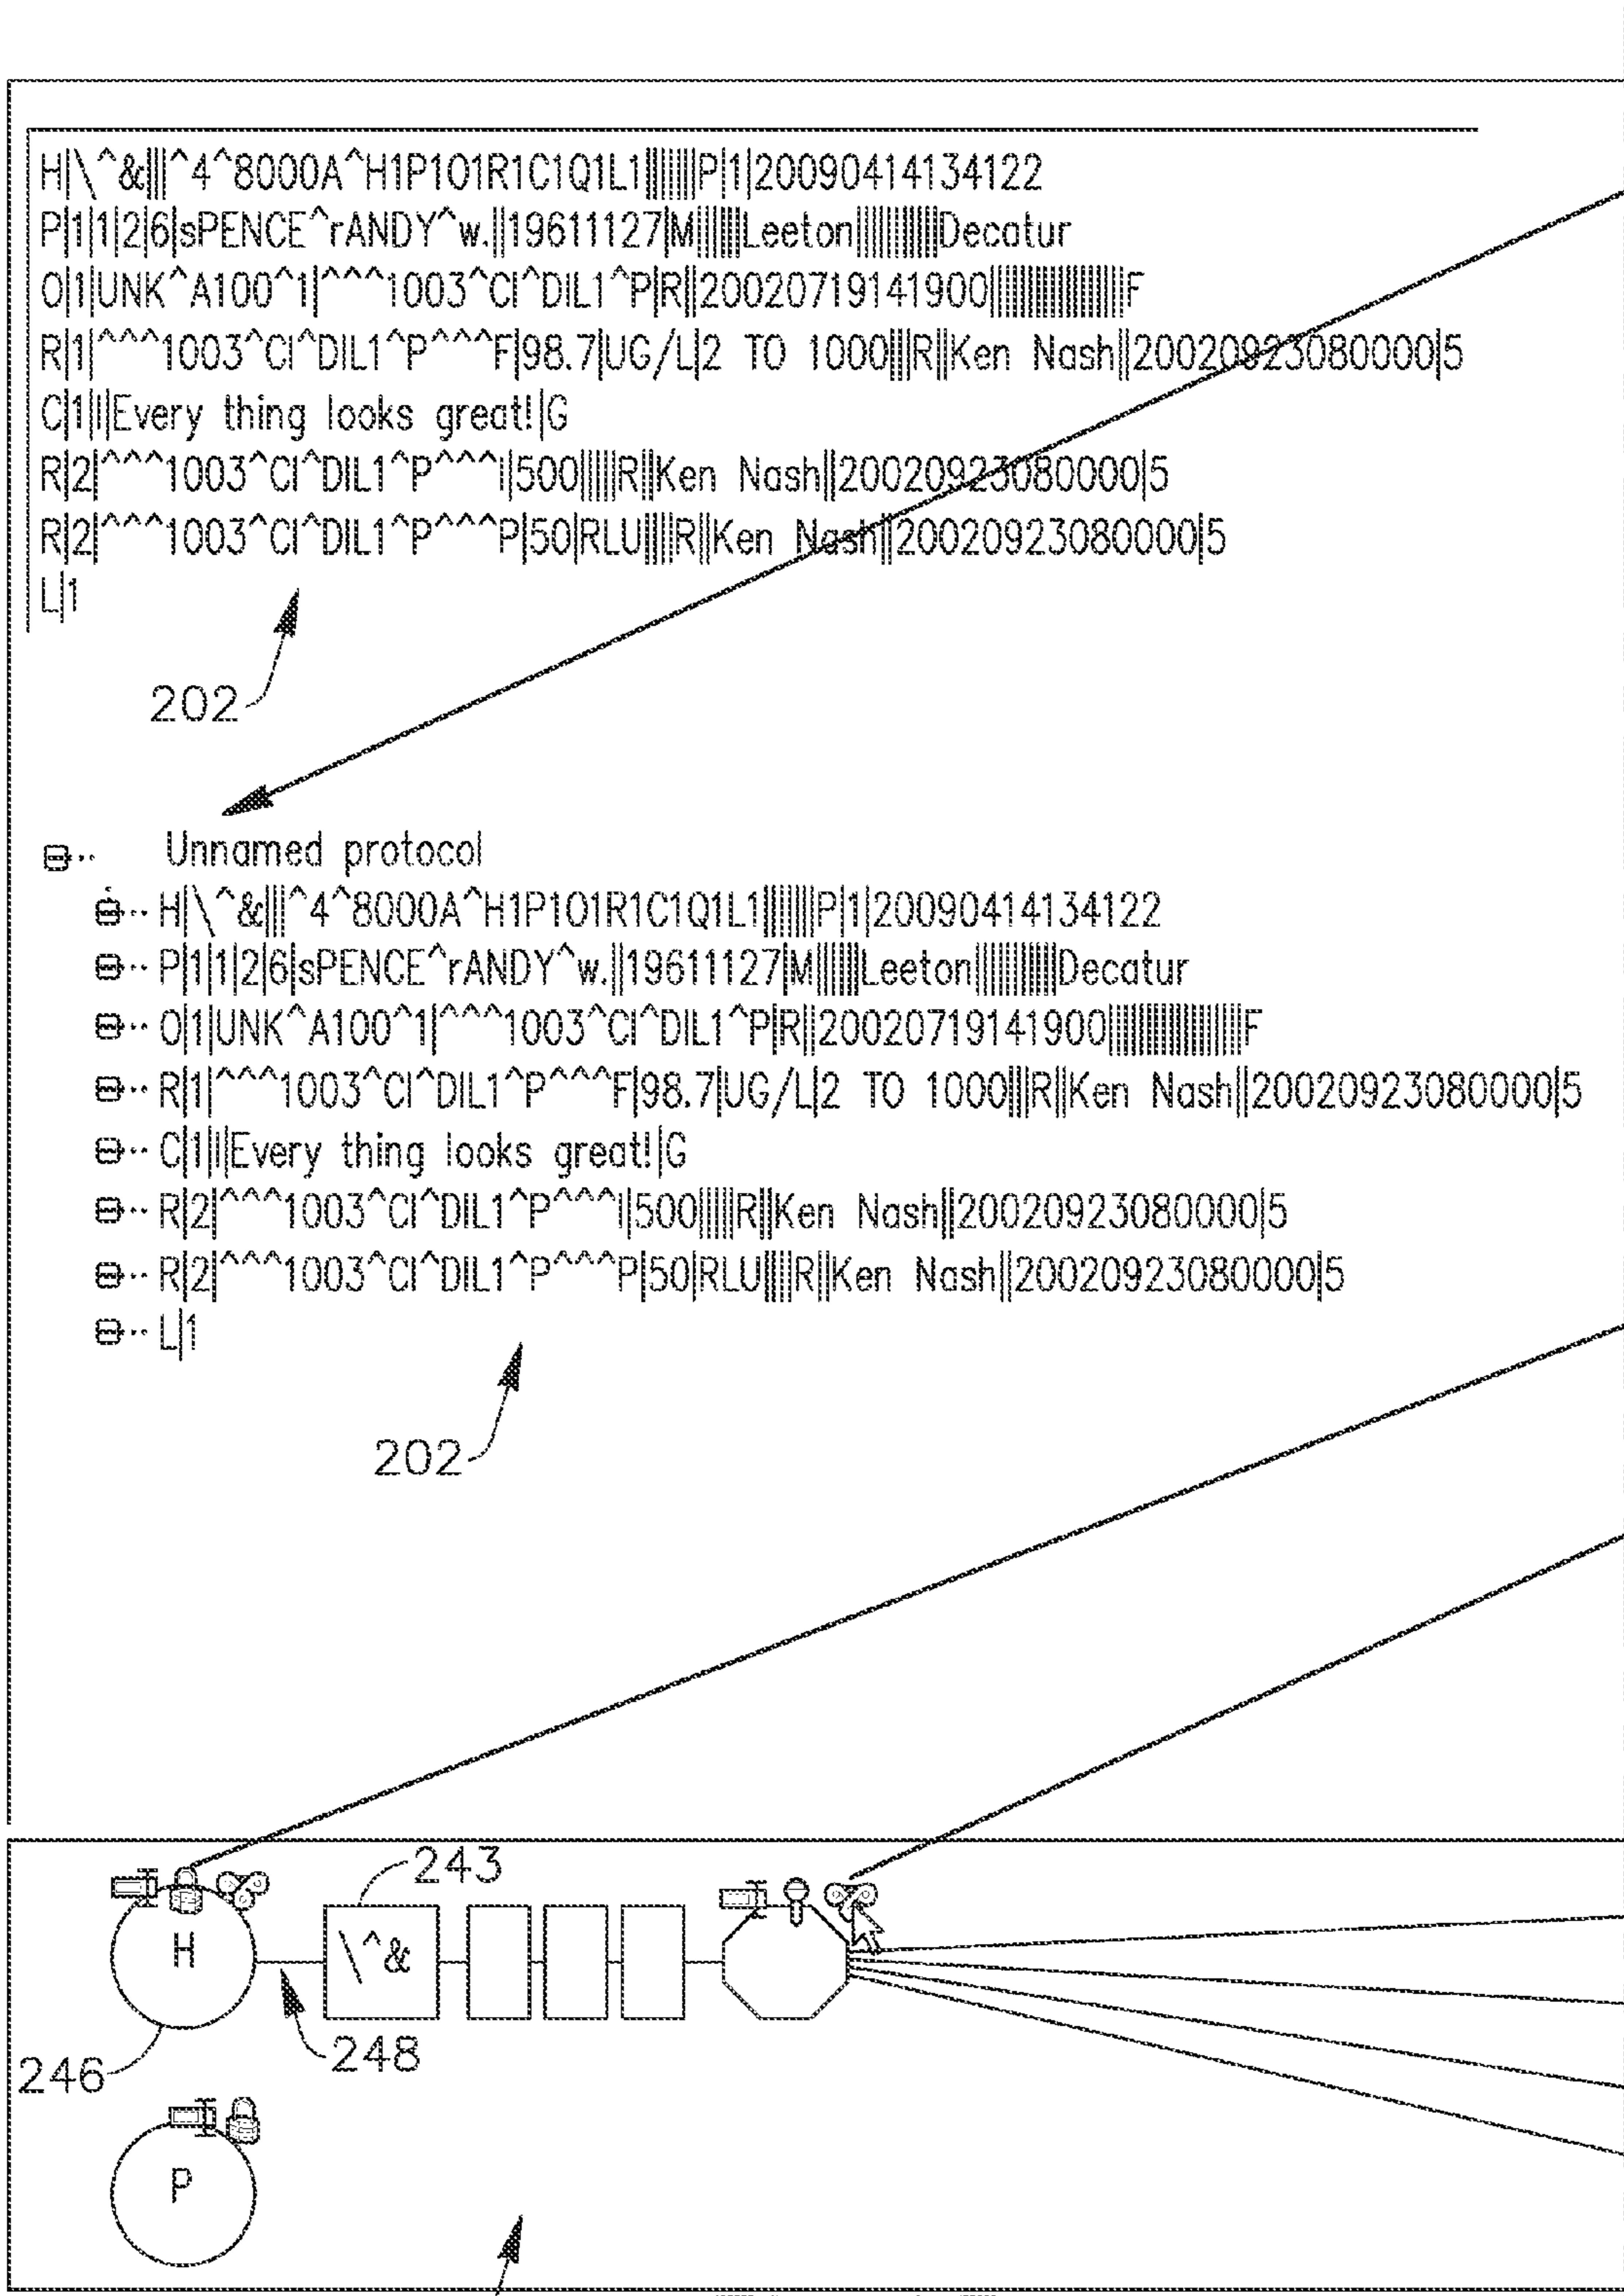 H|\^&|||^4^8000A^H1P1O1R1C1Q1L1|||||||P|1|20090414134122
P|1|1|2|6|sPENCE^rANDY^w.||19611127|M||||||Leeton|||||||||||Decatur
O|1|UNK^A100^1|^^^1003^Cl^DIL1^P|R||20020719141900||||||||||||||||||F
R|1|^^^1003^Cl^DIL1^P^^^F|98.7|UG/L|2 TO 1000||||R||Ken Nash||20020923080000|5
C|1|I|Every thing looks great!|G
R|2|^^^1003^Cl^DIL1^P^^^I|500|||||R||Ken Nash||20020923080000|5
R|2|^^^1003^Cl^DIL1^P^^^P|50|RLU|||||R||Ken Nash||20020923080000|5
L|1
202
Unnamed protocol
H|\^&|||^4^8000A^H1P1O1R1C1Q1L1|||||||P|1|20090414134122
P|1|1|2|6|sPENCE^rANDY^w.||19611127|M||||||Leeton|||||||||||Decatur
O|1|UNK^A100^1|^^^1003^Cl^DIL1^P|R||20020719141900||||||||||||||||||F
R|1|^^^1003^Cl^DIL1^P^^^F|98.7|UG/L|2 TO 1000||||R||Ken Nash||20020923080000|5
C|1|I|Every thing looks great!|G
R|2|^^^1003^Cl^DIL1^P^^^I|500|||||R||Ken Nash||20020923080000|5
R|2|^^^1003^Cl^DIL1^P^^^P|50|RLU|||||R||Ken Nash||20020923080000|5
L|1
202
243
H
\^&
248
246
P